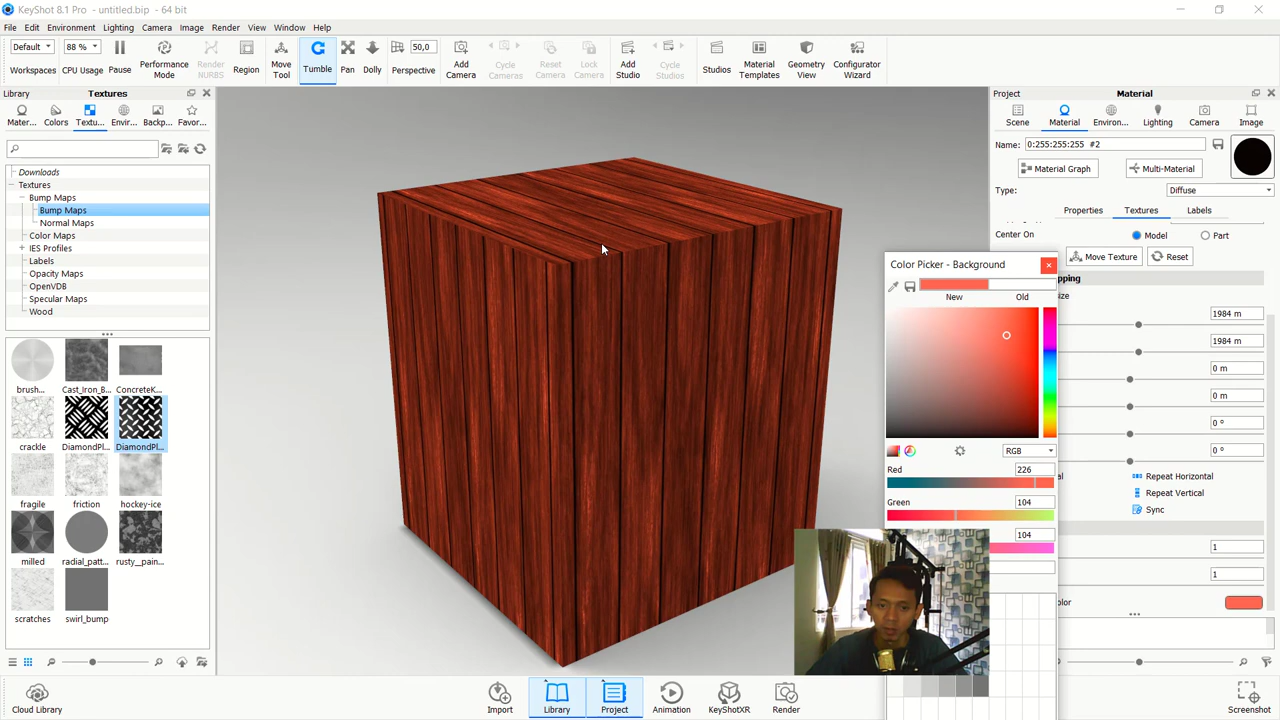 KeyShot 8.1 Pro - untitled.bip - 64 bit
File Edit Environment Lighting Camera Image Render View Window Help
Default 88 % 50,0
Workspaces CPU Usage Pause Performance Mode Render NURBS Region Move Tool Tumble Pan Dolly Perspective Add Camera Cycle Cameras Reset Camera Lock Camera Add Studio Cycle Studios Studios Material Templates Geometry View Configurator Wizard
Library Textures
Mater... Colors Textu... Envir... Backp... Favor...
Downloads
Textures
Bump Maps
Bump Maps
Normal Maps
Color Maps
IES Profiles
Labels
Opacity Maps
OpenVDB
Specular Maps
Wood
brush... Cast_Iron_B... ConcreteK...
crackle DiamondPl... DiamondPl...
fragile friction hockey-ice
milled radial_patt... rusty__pain...
scratches swirl_bump
Project Material
Scene Material Environ... Lighting Camera Image
Name: 0:255:255:255 #2
Material Graph Multi-Material
Type: Diffuse
Properties Textures Labels
Center On Model Part
Move Texture Reset
pping
ize
1984 m
1984 m
0 m
0 m
0 °
0 °
Repeat Horizontal
Repeat Vertical
Sync
1
1
olor
Color Picker - Background
New Old
RGB
Red 226
Green 102
104
Cloud Library Import Library Project Animation KeyShotXR Render Screenshot